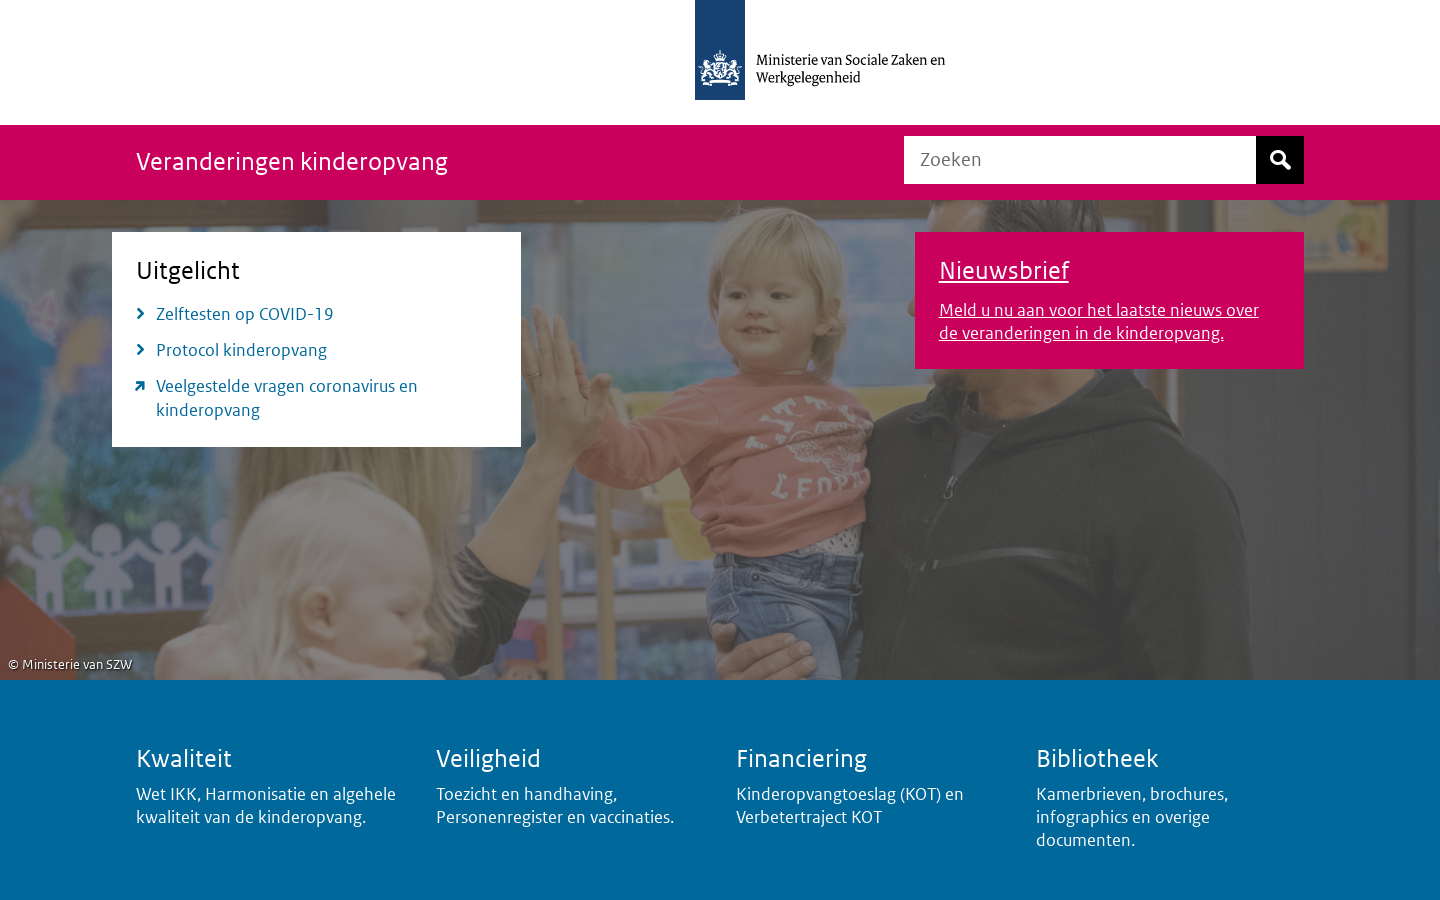 Ministerie van Sociale Zaken en
Werkgelegenheid
Veranderingen kinderopvang
Zoeken
Uitgelicht
Zelftesten op COVID-19
Protocol kinderopvang
Veelgestelde vragen coronavirus en
kinderopvang
Nieuwsbrief
Meld u nu aan voor het laatste nieuws over
de veranderingen in de kinderopvang.
© Ministerie van SZW
Kwaliteit
Wet IKK, Harmonisatie en algehele
kwaliteit van de kinderopvang.
Veiligheid
Toezicht en handhaving,
Personenregister en vaccinaties.
Financiering
Kinderopvangtoeslag (KOT) en
Verbetertraject KOT
Bibliotheek
Kamerbrieven, brochures,
infographics en overige
documenten.